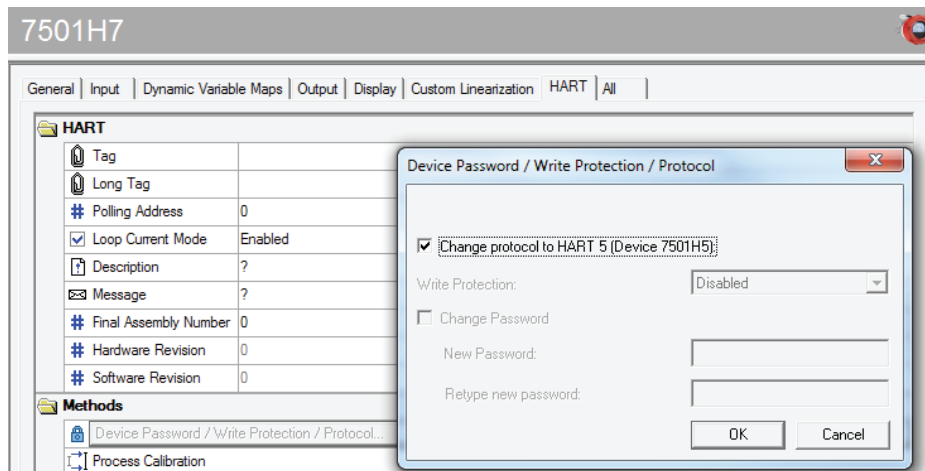 7501H7
General Input Dynamic Variable Maps Output Display Custom Linearization HART All
HART
Tag
Long Tag
# Polling Address 0
Loop Current Mode Enabled
Description ?
Message ?
# Final Assembly Number 0
# Hardware Revision 0
# Software Revision 0
Methods
Device Password / Write Protection / Protocol...
Process Calibration
Device Password / Write Protection / Protocol
Change protocol to HART 5 (Device 7501H5):
Write Protection: Disabled
Change Password
New Password:
Retype new password:
OK Cancel